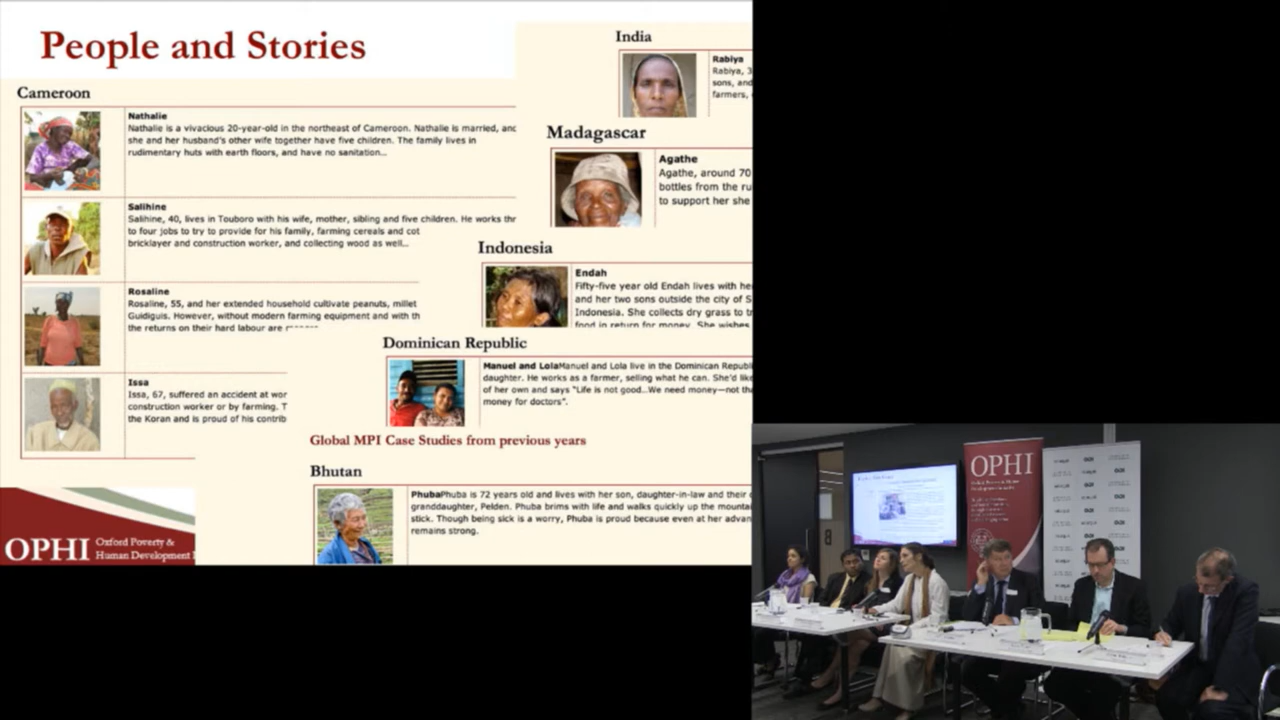 People and Stories
Cameroon
Nathalie
Nathalie is a vivacious 20-year-old in the northeast of Cameroon. Nathalie is married, and
she and her husband's other wife together have five children. The family lives in
rudimentary huts with earth floors, and have no sanitation...
Salihine
Salihine, 40, lives in Touboro with his wife, mother, sibling and five children. He works thr
to four jobs to try to provide for his family, farming cereals and cot
bricklayer and construction worker, and collecting wood as well...
Rosaline
Rosaline, 55, and her extended household cultivate peanuts, millet
Guidiguis. However, without modern farming equipment and with th
the returns on their hard labour are
Issa
Issa, 67, suffered an accident at wor
construction worker or by farming. T
the Koran and is proud of his contrib
India
Rabiya
Rabiya, 3
sons, and
farmers,
Madagascar
Agathe
Agathe, around 70
bottles from the ru
to support her she
Indonesia
Endah
Fifty-five year old Endah lives with he
and her two sons outside the city of S
Indonesia. She collects dry grass to tr
food in return for money. She wishes
Dominican Republic
Manuel and LolaManuel and Lola live in the Dominican Republi
daughter. He works as a farmer, selling what he can. She'd like
of her own and says "Life is not good...We need money—not th
money for doctors".
Global MPI Case Studies from previous years
Bhutan
PhubaPhuba is 72 years old and lives with her son, daughter-in-law and their
granddaughter, Pelden. Phuba brims with life and walks quickly up the mounta
stick. Though being sick is a worry, Phuba is proud because even at her advan
remains strong.
OPHI Oxford Poverty &
Human Development I
OPHI